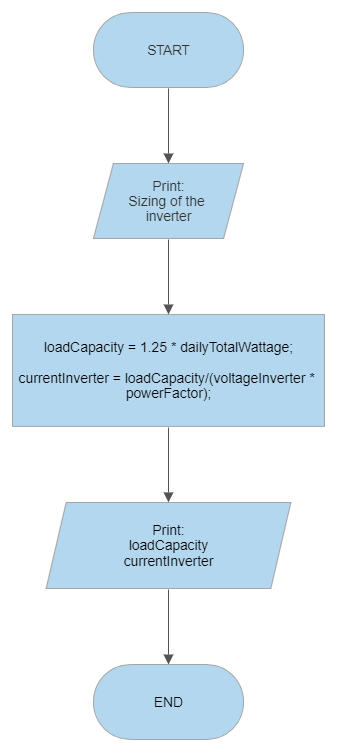 START
Print:
Sizing of the
inverter
loadCapacity = 1.25 * dailyTotalWattage;
currentInverter = loadCapacity/(voltageInverter *
powerFactor);
Print:
loadCapacity
currentInverter
END